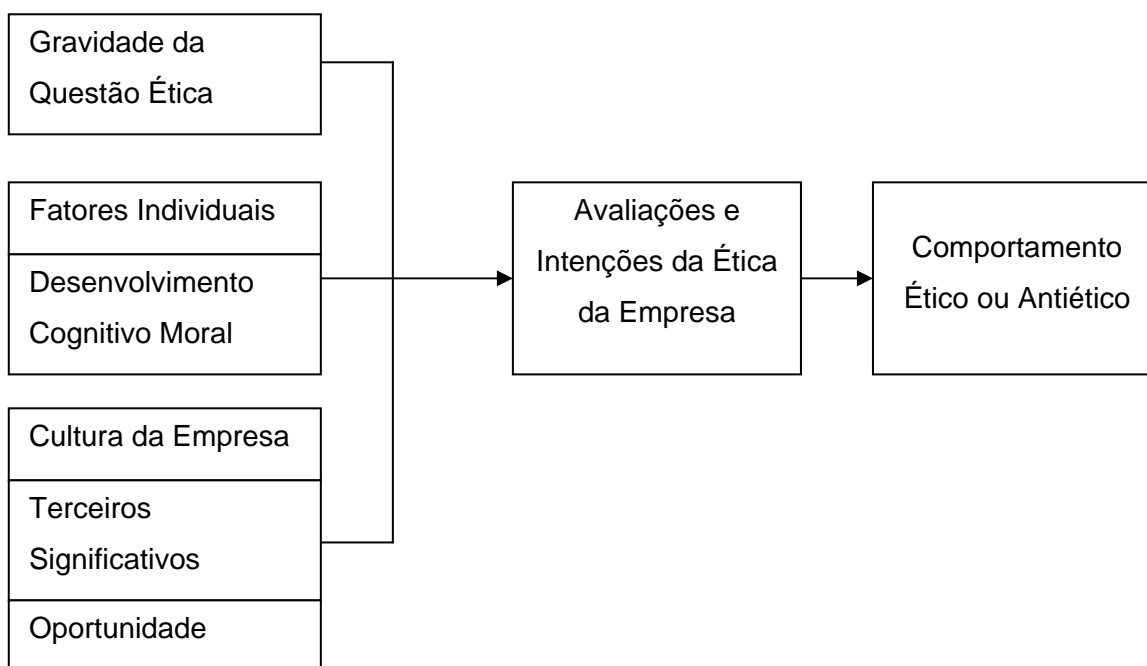 Gravidade da
Questão Ética
Fatores Individuais
Desenvolvimento
Cognitivo Moral
Cultura da Empresa
Terceiros
Significativos
Oportunidade
Avaliações e
Intenções da Ética
da Empresa
Comportamento
Ético ou Antiético